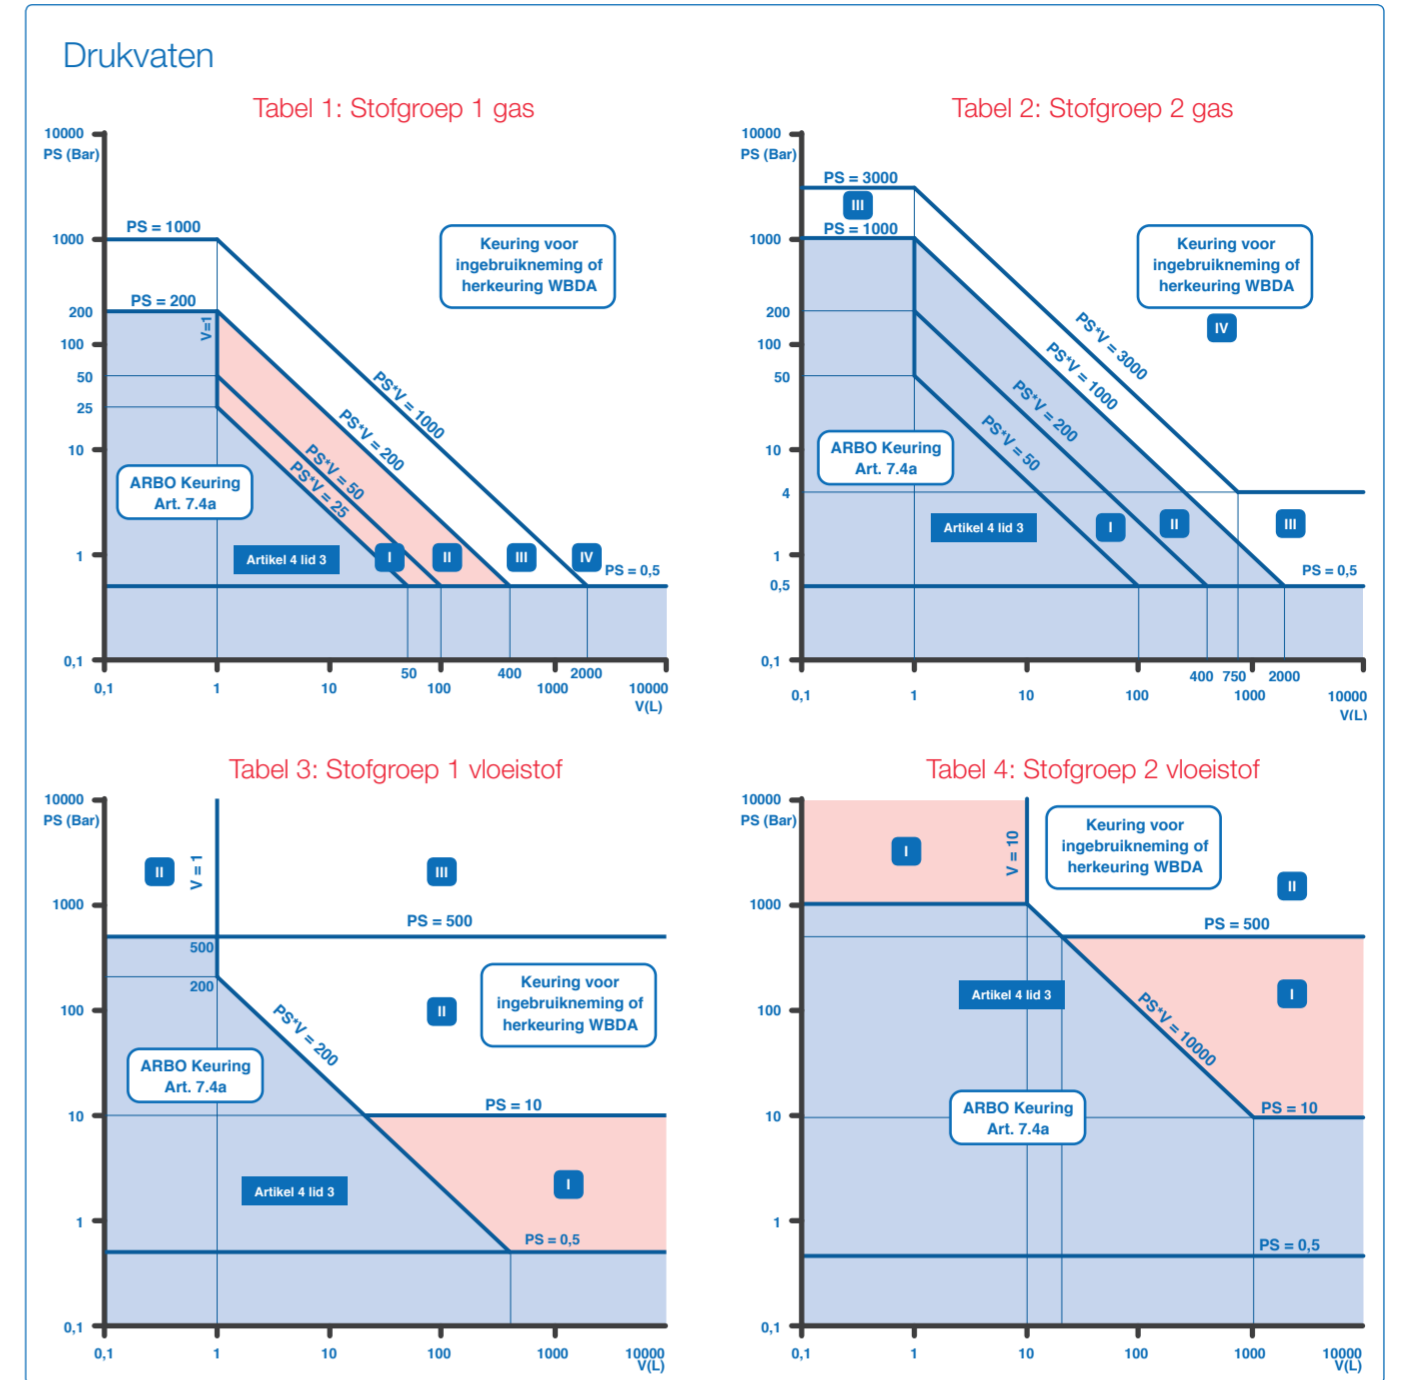 Drukvaten
Tabel 1: Stofgroep 1 gas
10000
PS (Bar)
PS = 1000
1000
PS = 200
200
V=1
100
50
25
10
1
0,1
Keuring voor
ingebruikneming of
herkeuring WBDA
PS*V = 1000
PS*V = 200
PS*V = 50
PS*V = 25
ARBO Keuring
Art. 7.4a
Artikel 4 lid 3
I
II
III
IV
PS = 0,5
50
400
2000
0,1
1
10
100
1000
10000
V(L)
Tabel 2: Stofgroep 2 gas
10000
PS (Bar)
PS = 3000
III
PS = 1000
1000
200
100
50
10
4
1
0,5
0,1
Keuring voor
ingebruikneming of
herkeuring WBDA
IV
PS*V = 3000
PS*V = 1000
PS*V = 200
PS*V = 50
ARBO Keuring
Art. 7.4a
Artikel 4 lid 3
I
II
III
PS = 0,5
400
750
2000
0,1
1
10
100
1000
10000
V(L)
Tabel 3: Stofgroep 1 vloeistof
10000
PS (Bar)
II
V = 1
III
1000
PS = 500
500
200
100
10
1
0,1
Keuring voor
ingebruikneming of
herkeuring WBDA
II
PS*V = 200
ARBO Keuring
Art. 7.4a
PS = 10
Artikel 4 lid 3
I
PS = 0,5
0,1
1
10
100
1000
10000
V(L)
Tabel 4: Stofgroep 2 vloeistof
10000
PS (Bar)
I
V = 10
Keuring voor
ingebruikneming of
herkeuring WBDA
II
1000
PS = 500
100
10
1
0,1
Artikel 4 lid 3
I
PS*V = 10000
ARBO Keuring
Art. 7.4a
PS = 10
PS = 0,5
0,1
1
10
100
1000
10000
V(L)